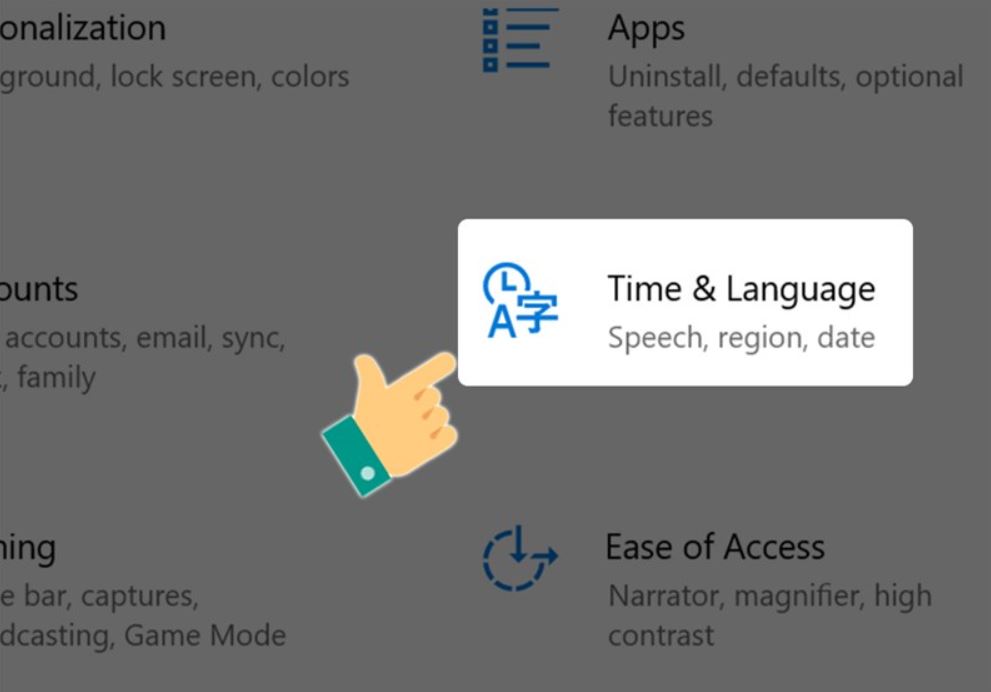 onalization
ground, lock screen, colors
Apps
Uninstall, defaults, optional
features
ounts
accounts, email, sync,
, family
A字
Time & Language
Speech, region, date
ning
e bar, captures,
dcasting, Game Mode
Ease of Access
Narrator, magnifier, high
contrast